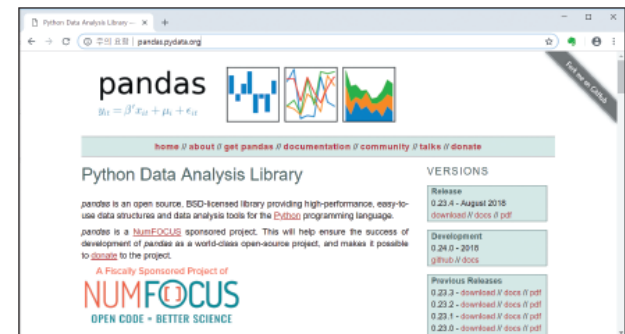 Python Data Analysis Library —
주의 요함 | pandas.pydata.org
Fork me on GitHub
pandas
yit = β′xit + μi + ϵit
home // about // get pandas // documentation // community // talks // donate
Python Data Analysis Library
pandas is an open source, BSD-licensed library providing high-performance, easy-to-
use data structures and data analysis tools for the Python programming language.
pandas is a NumFOCUS sponsored project. This will help ensure the success of
development of pandas as a world-class open-source project, and makes it possible
to donate to the project.
A Fiscally Sponsored Project of
NUMFOCUS
OPEN CODE = BETTER SCIENCE
VERSIONS
Release
0.23.4 - August 2018
download // docs // pdf
Development
0.24.0 - 2018
github // docs
Previous Releases
0.23.3 - download // docs // pdf
0.23.2 - download // docs // pdf
0.23.1 - download // docs // pdf
0.23.0 - download // docs // pdf